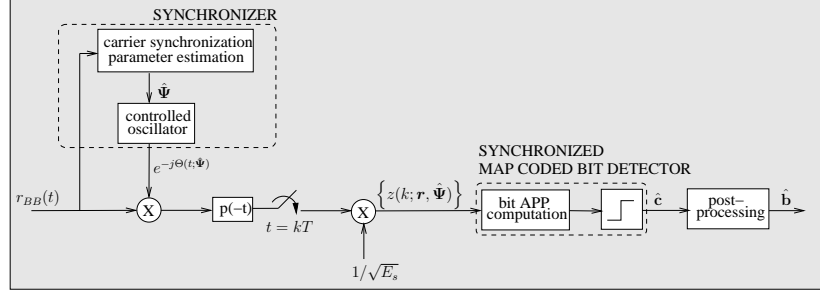 SYNCHRONIZER
carrier synchronization
parameter estimation
Ψ̂
controlled
oscillator
e^{-jΘ(t;Ψ̂)}
r_{BB}(t)
X
p(-t)
t = kT
X
1/√E_s
{z(k; r, Ψ̂)}
SYNCHRONIZED
MAP CODED BIT DETECTOR
bit APP
computation
ĉ
post-
processing
b̂